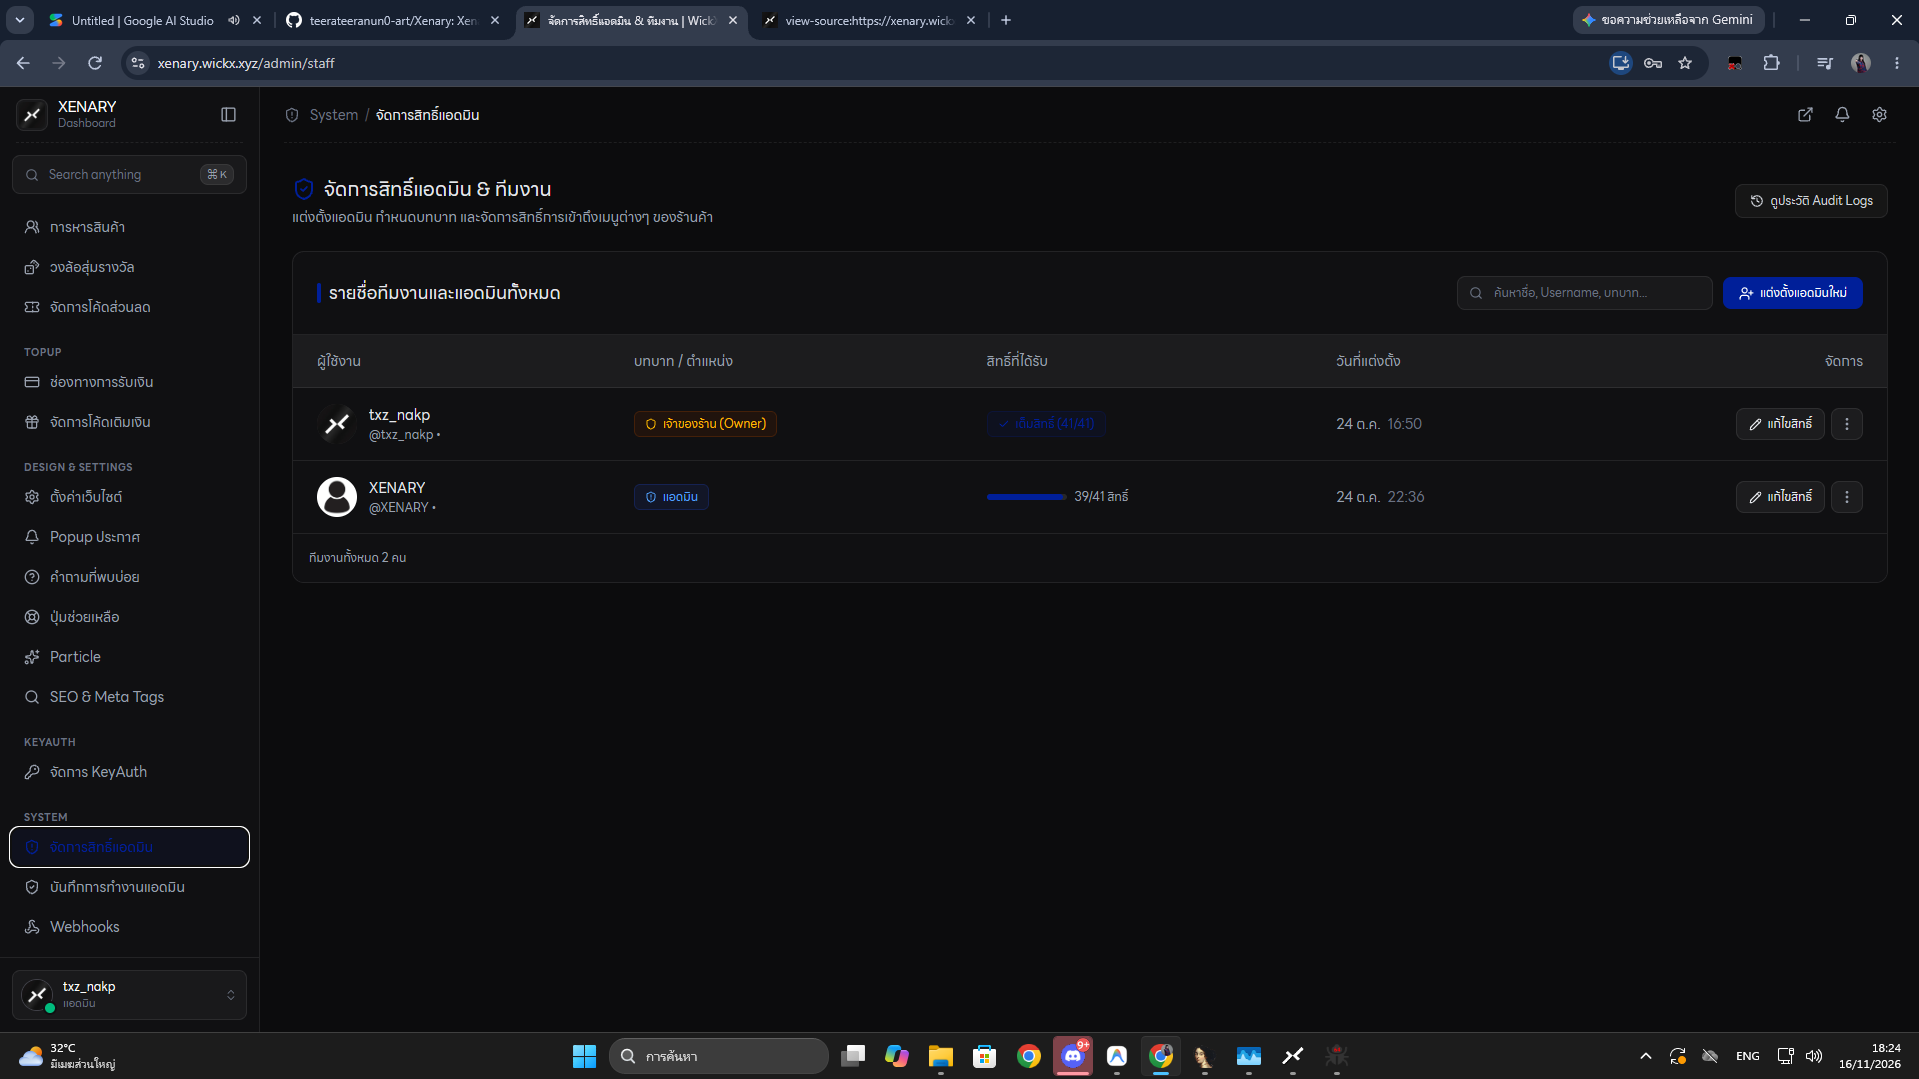 Untitled | Google AI Studio
teerateeranun0-art/Xenary: Xen
จัดการสิทธิ์แอดมิน & ทีมงาน | Wick
view-source:https://xenary.wick
ขอความช่วยเหลือจาก Gemini
xenary.wickx.xyz/admin/staff
XENARY
Dashboard
Search anything
⌘ K
การหารสินค้า
วงล้อสุ่มรางวัล
จัดการโค้ดส่วนลด
TOPUP
ช่องทางการรับเงิน
จัดการโค้ดเติมเงิน
DESIGN & SETTINGS
ตั้งค่าเว็บไซต์
Popup ประกาศ
คำถามที่พบบ่อย
ปุ่มช่วยเหลือ
Particle
SEO & Meta Tags
KEYAUTH
จัดการ KeyAuth
SYSTEM
จัดการสิทธิ์แอดมิน
บันทึกการทำงานแอดมิน
Webhooks
txz_nakp
แอดมิน
System / จัดการสิทธิ์แอดมิน
จัดการสิทธิ์แอดมิน & ทีมงาน
แต่งตั้งแอดมิน กำหนดบทบาท และจัดการสิทธิ์การเข้าถึงเมนูต่างๆ ของร้านค้า
ดูประวัติ Audit Logs
รายชื่อทีมงานและแอดมินทั้งหมด
ค้นหาชื่อ, Username, บทบาท...
แต่งตั้งแอดมินใหม่
ผู้ใช้งาน บทบาท / ตำแหน่ง สิทธิ์ที่ได้รับ วันที่แต่งตั้ง จัดการ
txz_nakp
@txz_nakp •
เจ้าของร้าน (Owner)
เต็มสิทธิ์ (41/41)
24 ต.ค. 16:50
แก้ไขสิทธิ์
XENARY
@XENARY •
แอดมิน
39/41 สิทธิ์
24 ต.ค. 22:36
แก้ไขสิทธิ์
ทีมงานทั้งหมด 2 คน
32°C
มีเมฆส่วนใหญ่
การค้นหา
9+
ENG
18:24
16/11/2026